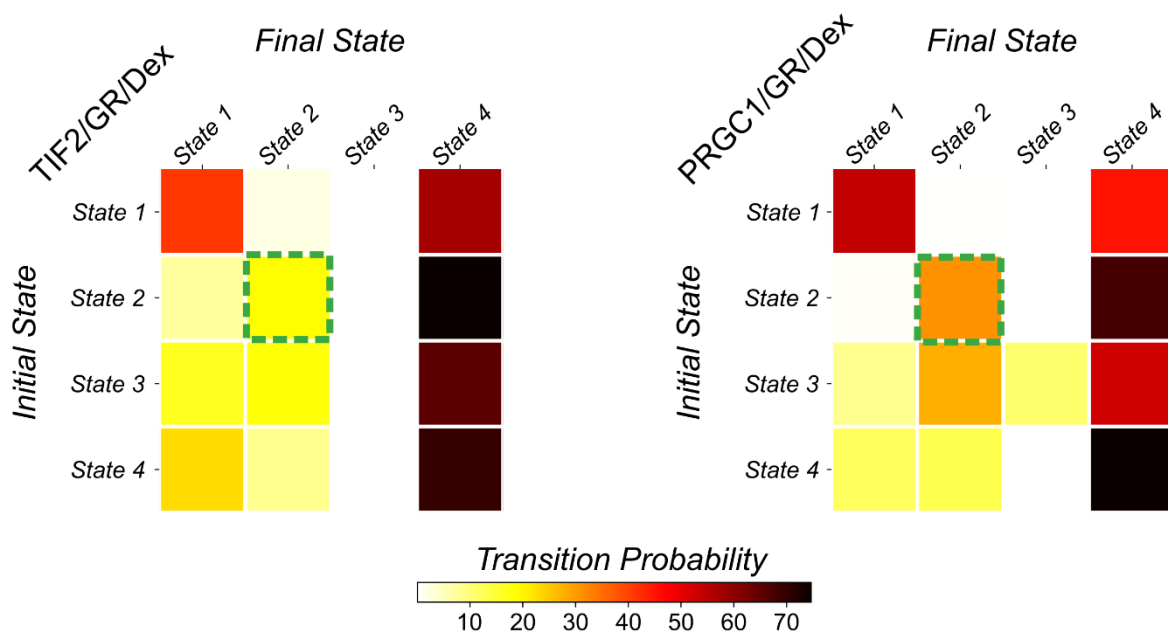 TIF2/GR/Dex
Final State
State 1
State 2
State 3
State 4
Initial State
State 1
State 2
State 3
State 4
PRGC1/GR/Dex
Final State
State 1
State 2
State 3
State 4
Initial State
State 1
State 2
State 3
State 4
Transition Probability
10 20 30 40 50 60 70